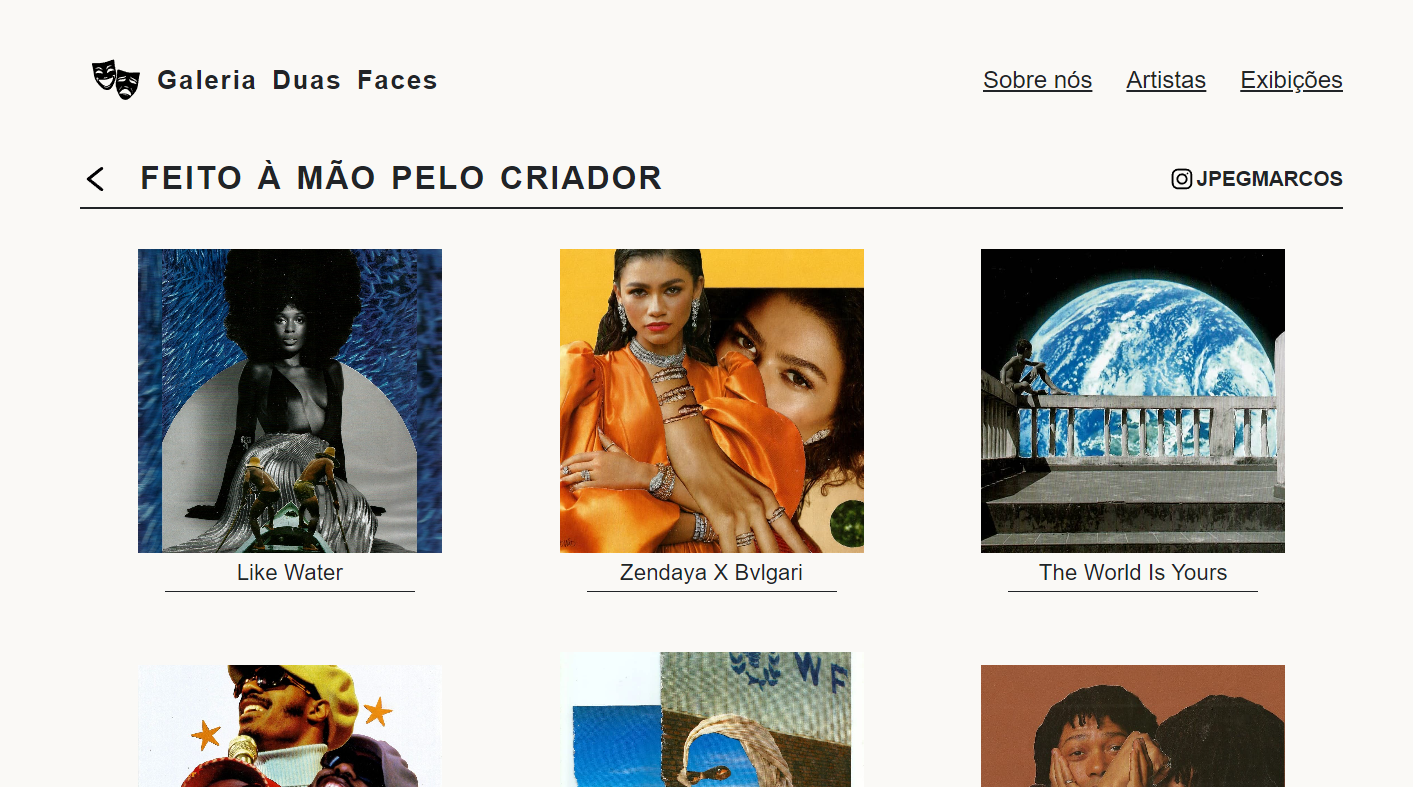 Galeria Duas Faces
Sobre nós Artistas Exibições
FEITO À MÃO PELO CRIADOR
JPEGMARCOS
Like Water
Zendaya X Bvlgari
The World Is Yours
WF